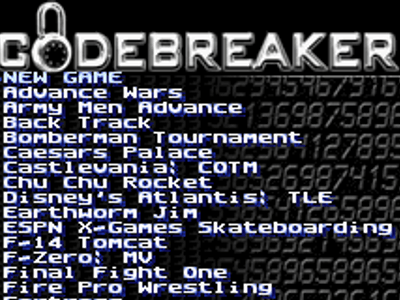 CODEBREAKER
NEW GAME
Advance Wars
Army Men Advance
Back Track
Bomberman Tournament
Caesars Palace
Castlevania: COTM
Chu Chu Rocket
Disney's Atlantis: TLE
Earthworm Jim
ESPN X-Games Skateboarding
F-14 Tomcat
F-Zero: MV
Final Fight One
Fire Pro Wrestling